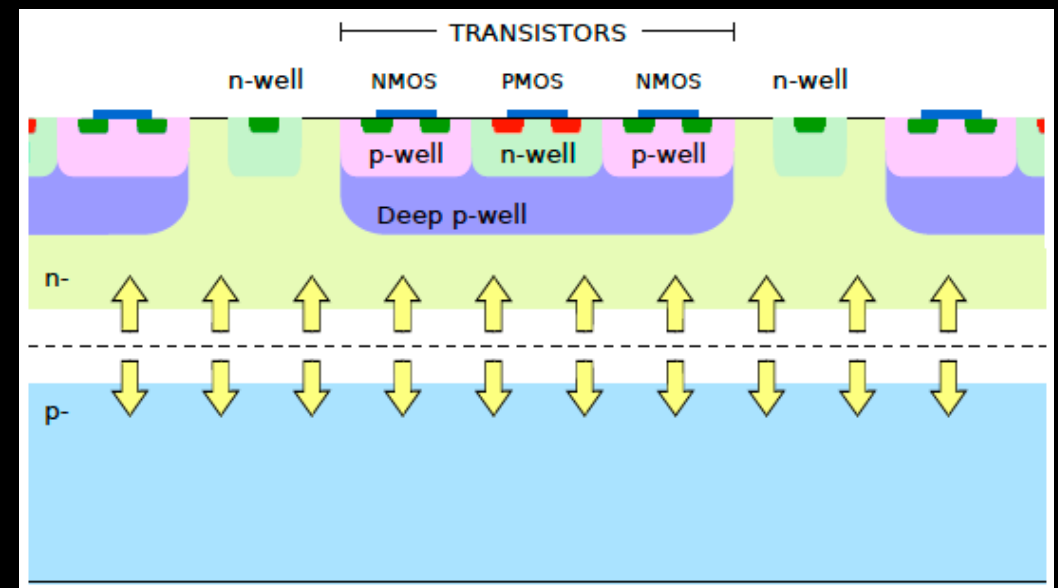 TRANSISTORS
n-well NMOS PMOS NMOS n-well
p-well n-well p-well
Deep p-well
n-
p-